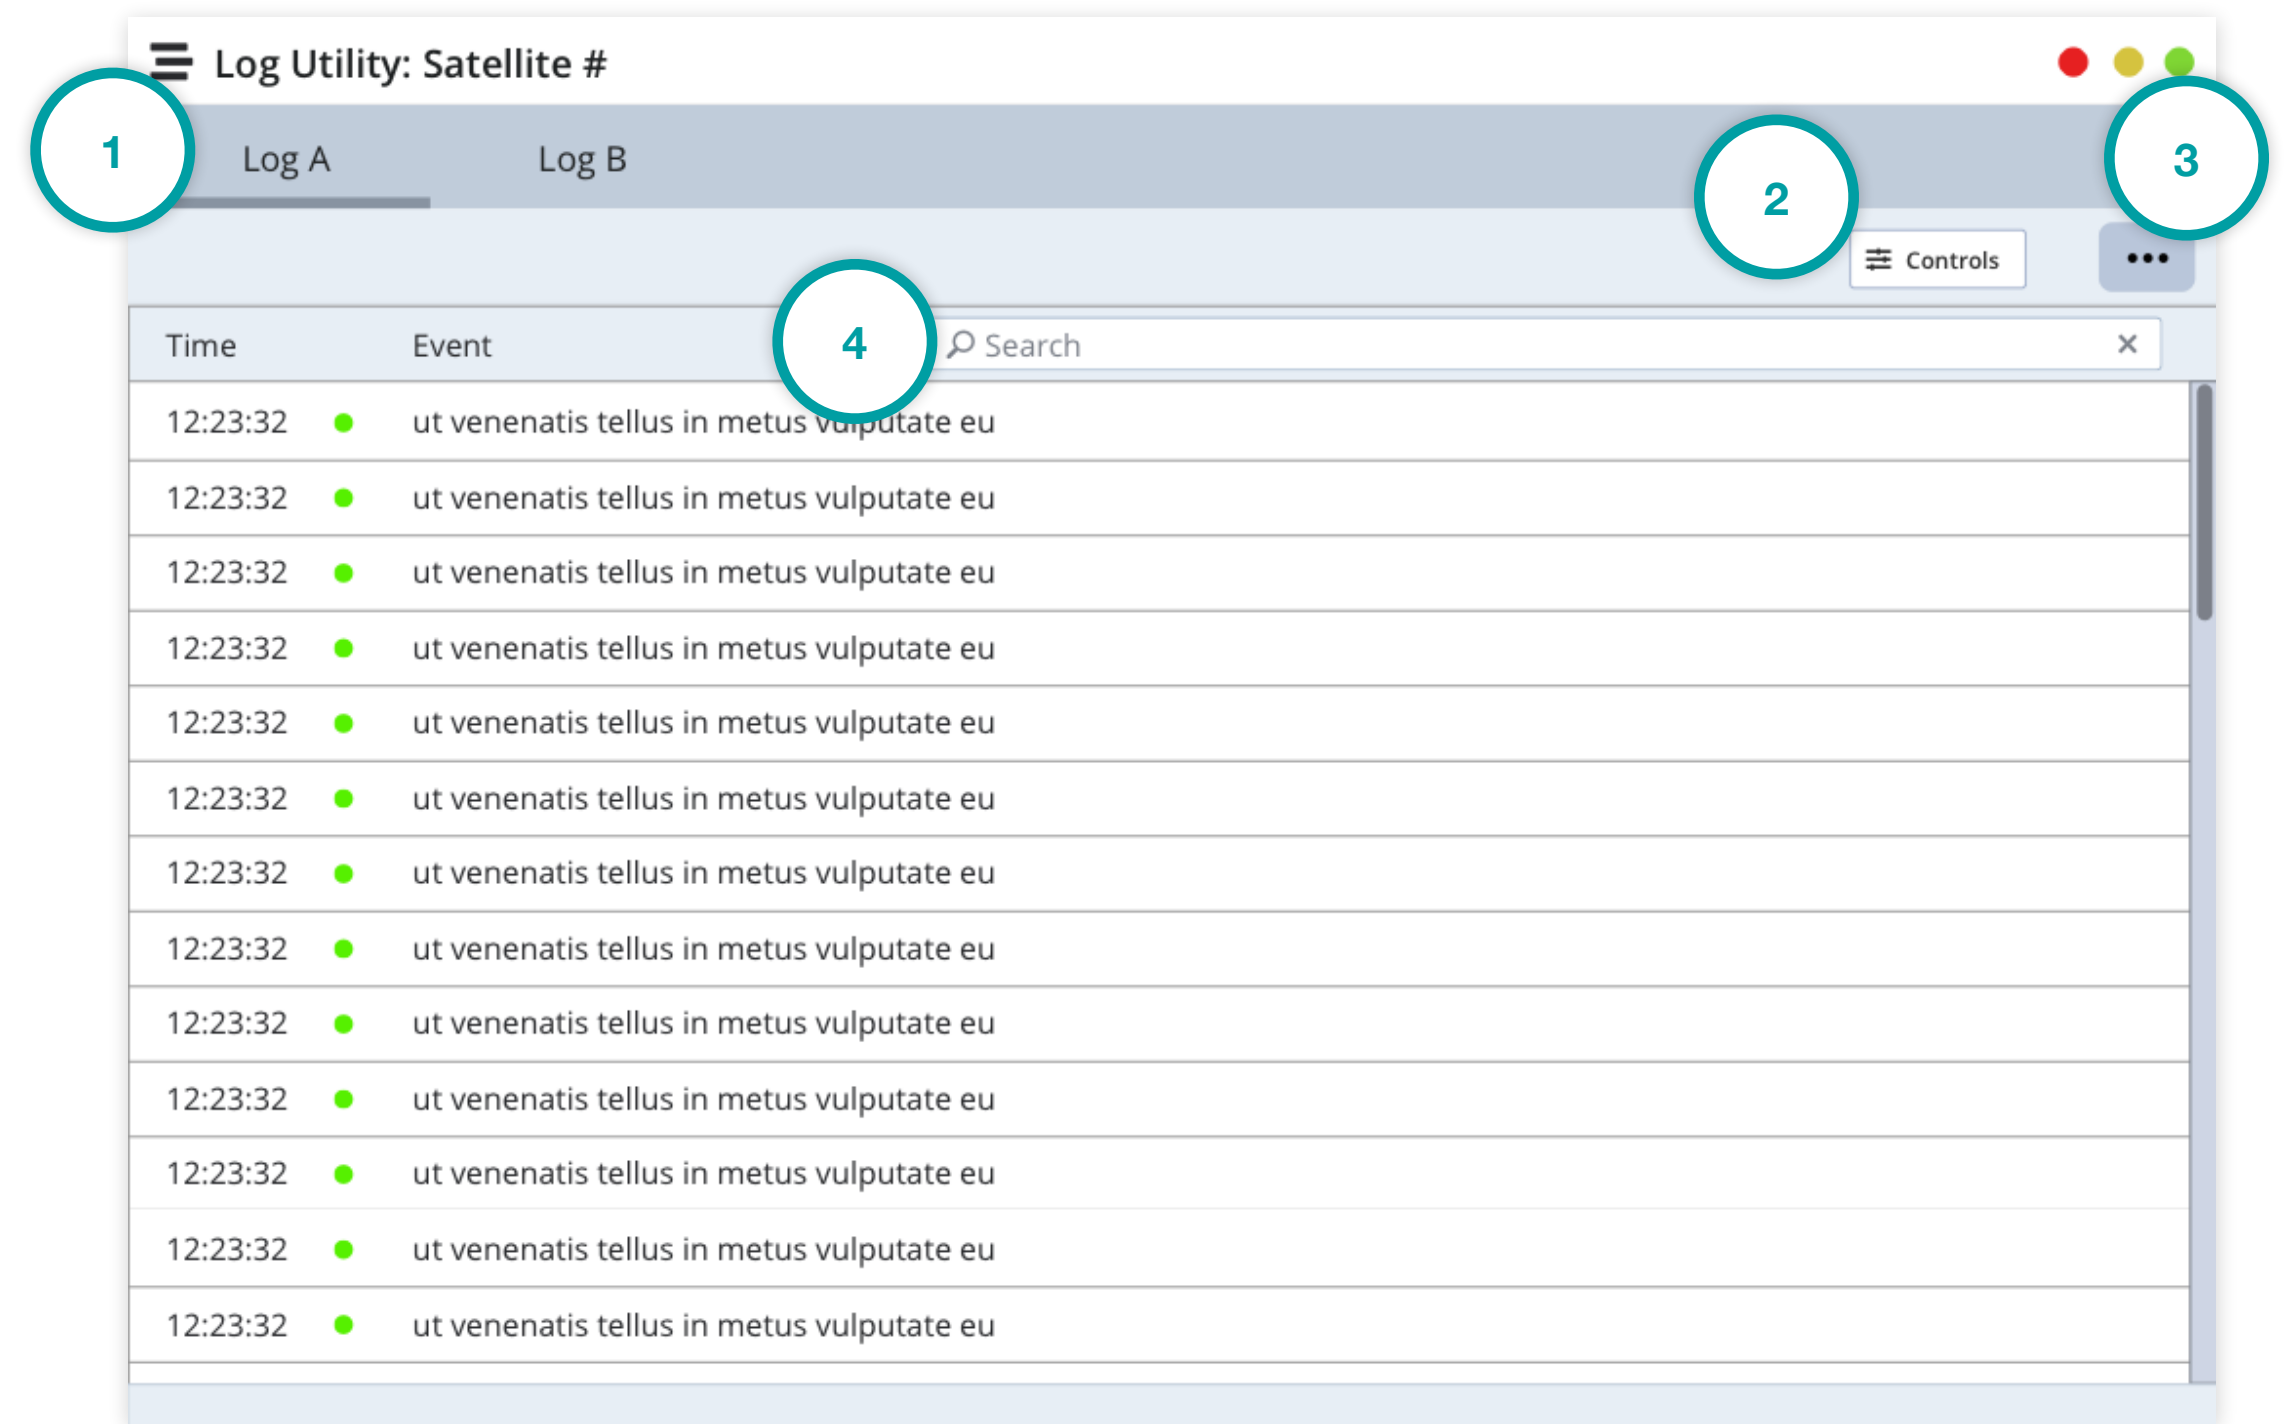 Log Utility: Satellite #
1
Log A Log B
2
3
Controls
Time Event
4
Search
12:23:32 ut venenatis tellus in metus vulputate eu
12:23:32 ut venenatis tellus in metus vulputate eu
12:23:32 ut venenatis tellus in metus vulputate eu
12:23:32 ut venenatis tellus in metus vulputate eu
12:23:32 ut venenatis tellus in metus vulputate eu
12:23:32 ut venenatis tellus in metus vulputate eu
12:23:32 ut venenatis tellus in metus vulputate eu
12:23:32 ut venenatis tellus in metus vulputate eu
12:23:32 ut venenatis tellus in metus vulputate eu
12:23:32 ut venenatis tellus in metus vulputate eu
12:23:32 ut venenatis tellus in metus vulputate eu
12:23:32 ut venenatis tellus in metus vulputate eu
12:23:32 ut venenatis tellus in metus vulputate eu